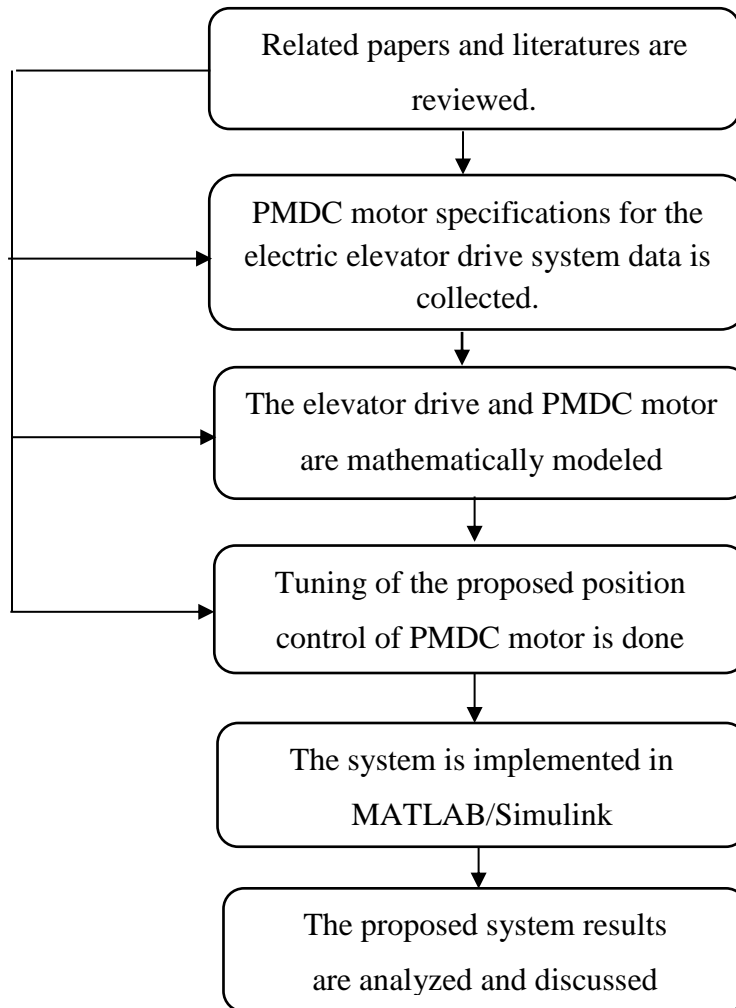 Related papers and literatures are
reviewed.
PMDC motor specifications for the
electric elevator drive system data is
collected.
The elevator drive and PMDC motor
are mathematically modeled
Tuning of the proposed position
control of PMDC motor is done
The system is implemented in
MATLAB/Simulink
The proposed system results
are analyzed and discussed